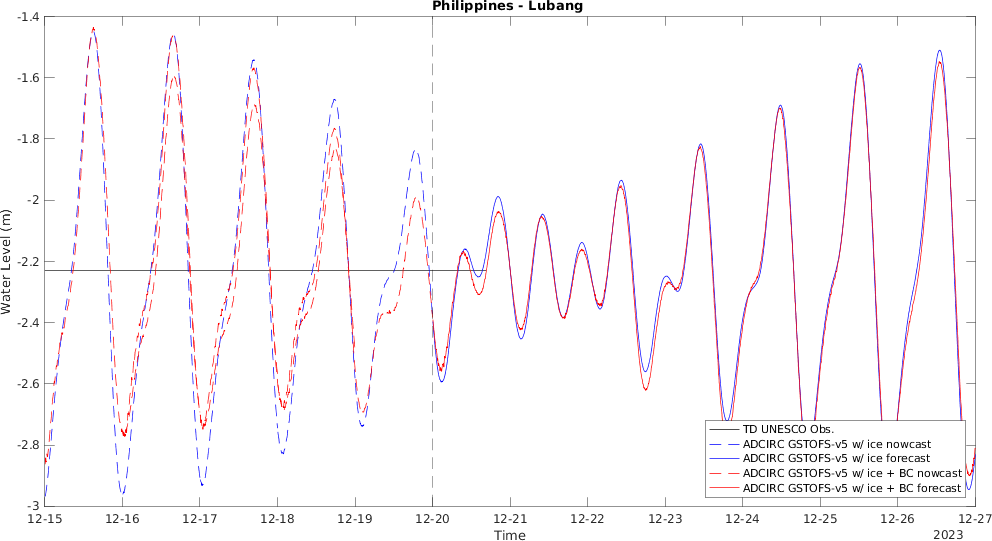 Philippines - Lubang
Water Level (m)
-1.4
-1.6
-1.8
-2
-2.2
-2.4
-2.6
-2.8
-3
TD UNESCO Obs.
ADCIRC GSTOFS-v5 w/ ice nowcast
ADCIRC GSTOFS-v5 w/ ice forecast
ADCIRC GSTOFS-v5 w/ ice + BC nowcast
ADCIRC GSTOFS-v5 w/ ice + BC forecast
12-15 12-16 12-17 12-18 12-19 12-20 12-21 12-22 12-23 12-24 12-25 12-26 12-27
Time
2023